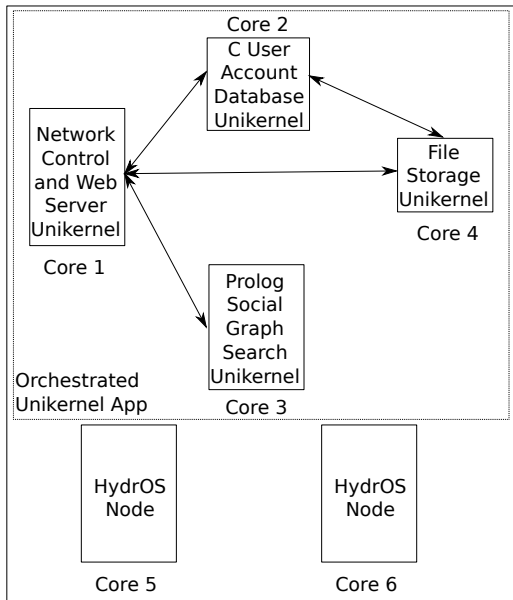 Core 2
C User
Account
Database
Unikernel
Network
Control
and Web
Server
Unikernel
Core 1
File
Storage
Unikernel
Core 4
Prolog
Social
Graph
Search
Unikernel
Core 3
Orchestrated
Unikernel App
HydrOS
Node
Core 5
HydrOS
Node
Core 6